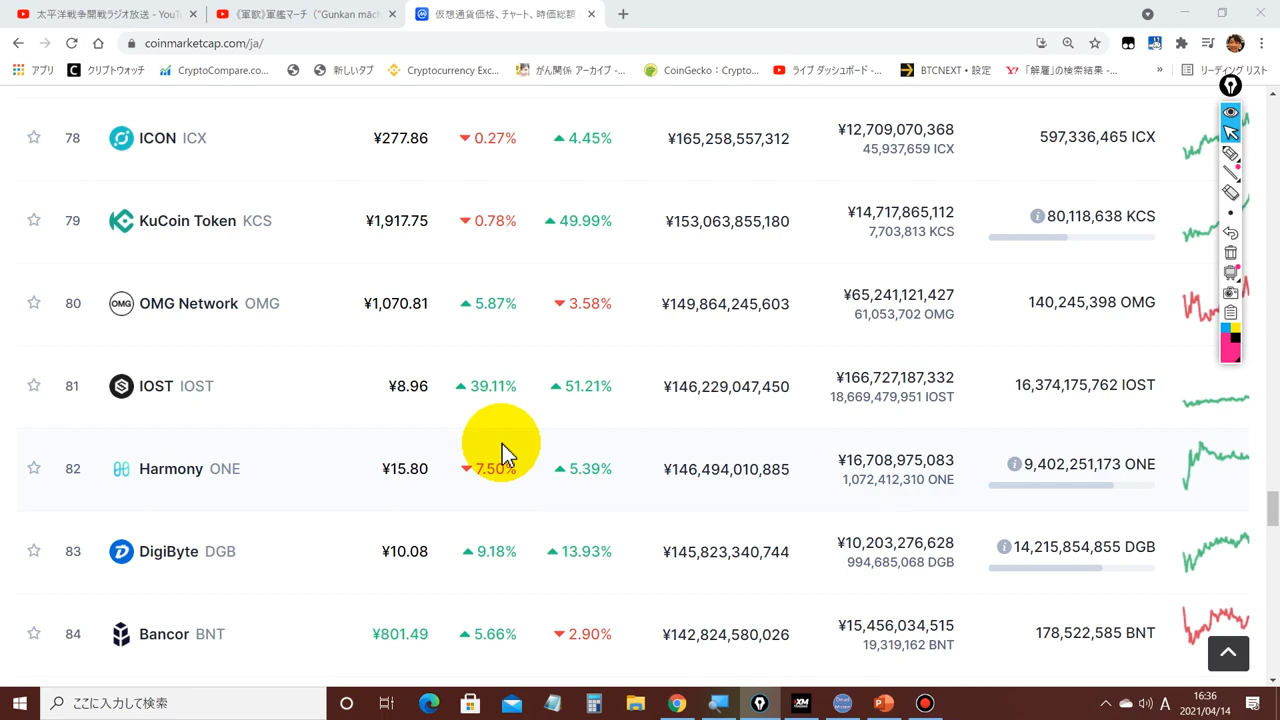 太平洋戦争開戦ラジオ放送 - YouTu
《軍歌》軍艦マーチ（"Gunkan māc
仮想通貨価格、チャート、時価総額
coinmarketcap.com/ja/
アプリ
クリプトウォッチ
CryptoCompare.co...
新しいタブ
Cryptocurrency Exc...
がん関係 アーカイブ -...
CoinGecko：Crypto...
ライブ ダッシュボード -...
BTCNEXT・設定
「解雇」の検索結果 -...
»
リーディング リスト
78 ICON ICX ¥277.86 0.27% 4.45% ¥165,258,557,312 ¥12,709,070,368 597,336,465 ICX
45,937,659 ICX
79 KuCoin Token KCS ¥1,917.75 0.78% 49.99% ¥153,063,855,180 ¥14,717,865,112 80,118,638 KCS
7,703,813 KCS
80 OMG OMG Network OMG ¥1,070.81 5.87% 3.58% ¥149,864,245,603 ¥65,241,121,427 140,245,398 OMG
61,053,702 OMG
81 IOST IOST ¥8.96 39.11% 51.21% ¥146,229,047,450 ¥166,727,187,332 16,374,175,762 IOST
18,669,479,951 IOST
82 Harmony ONE ¥15.80 7.50% 5.39% ¥146,494,010,885 ¥16,708,975,083 9,402,251,173 ONE
1,072,412,310 ONE
83 DigiByte DGB ¥10.08 9.18% 13.93% ¥145,823,340,744 ¥10,203,276,628 14,215,854,855 DGB
994,685,068 DGB
84 Bancor BNT ¥801.49 5.66% 2.90% ¥142,824,580,026 ¥15,456,034,515 178,522,585 BNT
19,319,162 BNT
ここに入力して検索
XM
A
16:36
2021/04/14